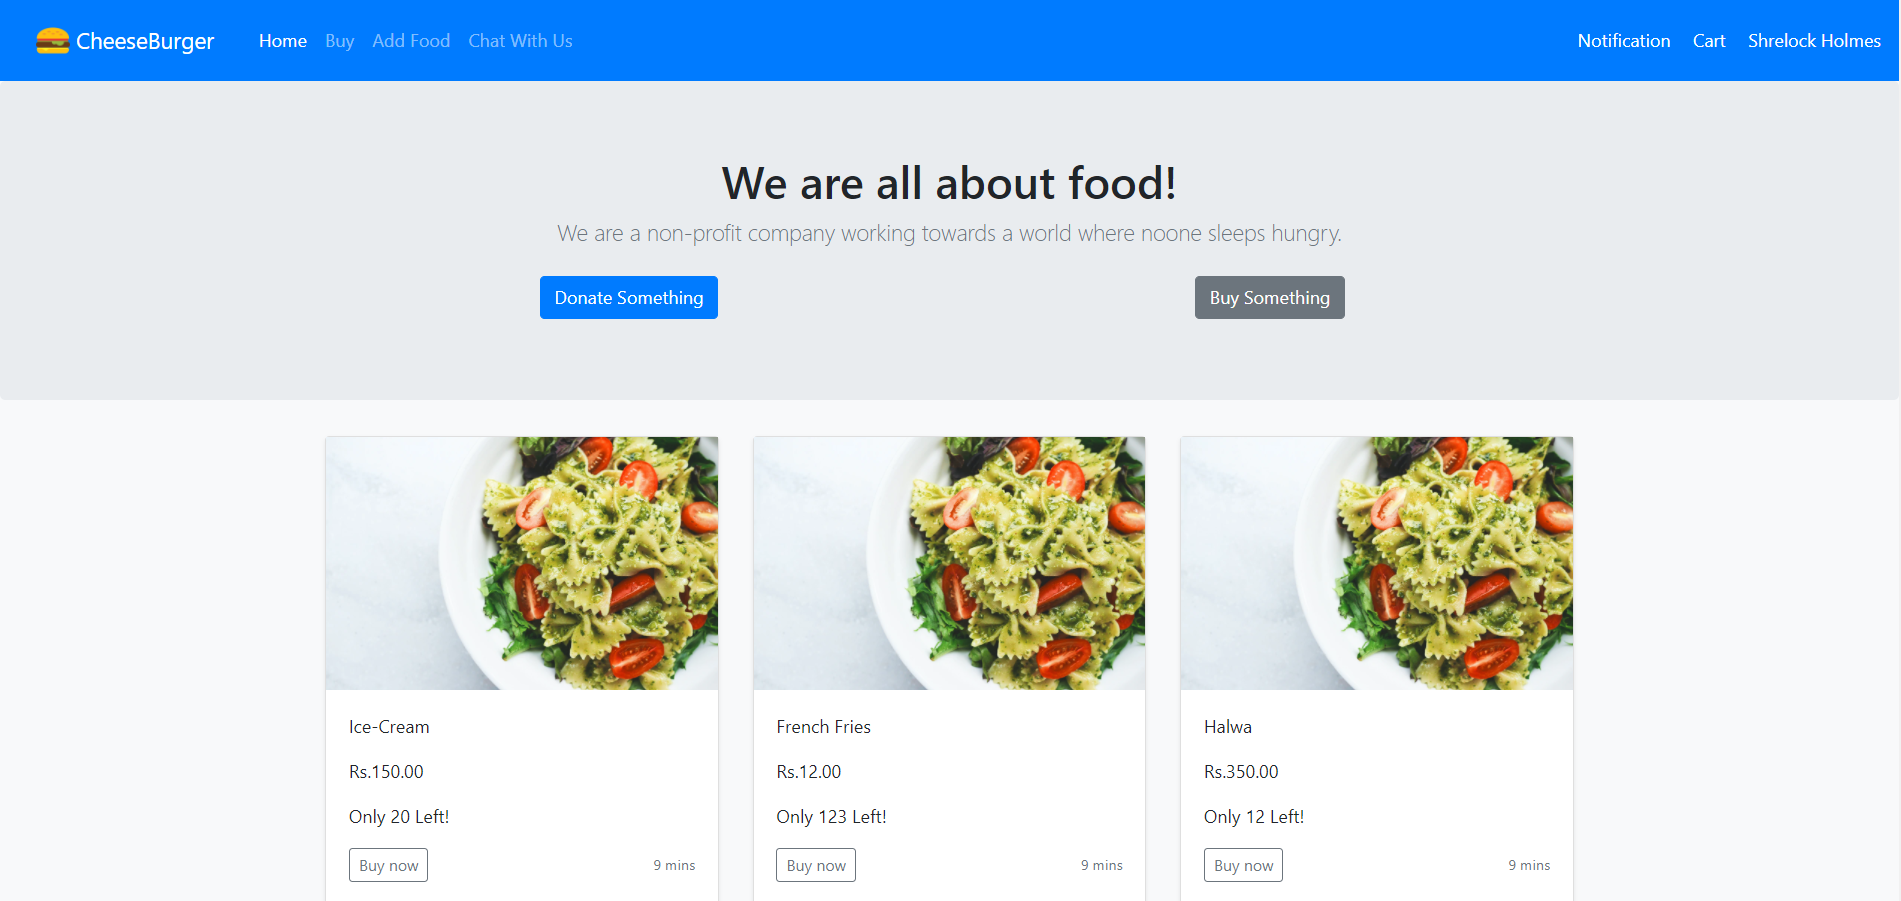 CheeseBurger Home Buy Add Food Chat With Us Notification Cart Shrelock Holmes
We are all about food!
We are a non-profit company working towards a world where noone sleeps hungry.
Donate Something Buy Something
Ice-Cream
Rs.150.00
Only 20 Left!
Buy now 9 mins
French Fries
Rs.12.00
Only 123 Left!
Buy now 9 mins
Halwa
Rs.350.00
Only 12 Left!
Buy now 9 mins